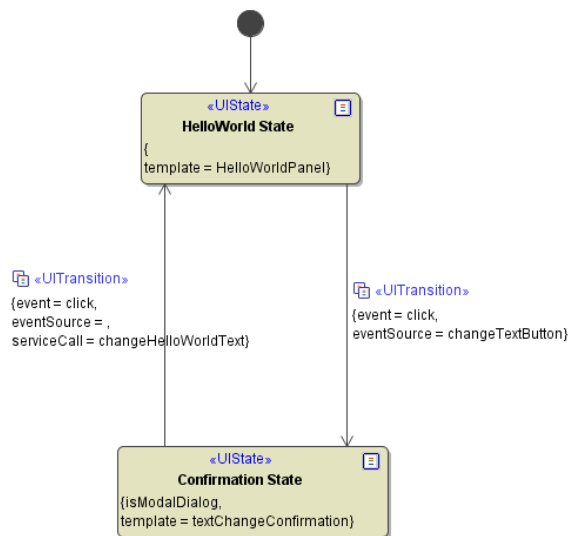 «UIState»
HelloWorld State
{
template = HelloWorldPanel}
«UITransition»
{event = click,
eventSource = ,
serviceCall = changeHelloWorldText}
«UITransition»
{event = click,
eventSource = changeTextButton}
«UIState»
Confirmation State
{isModalDialog,
template = textChangeConfirmation}